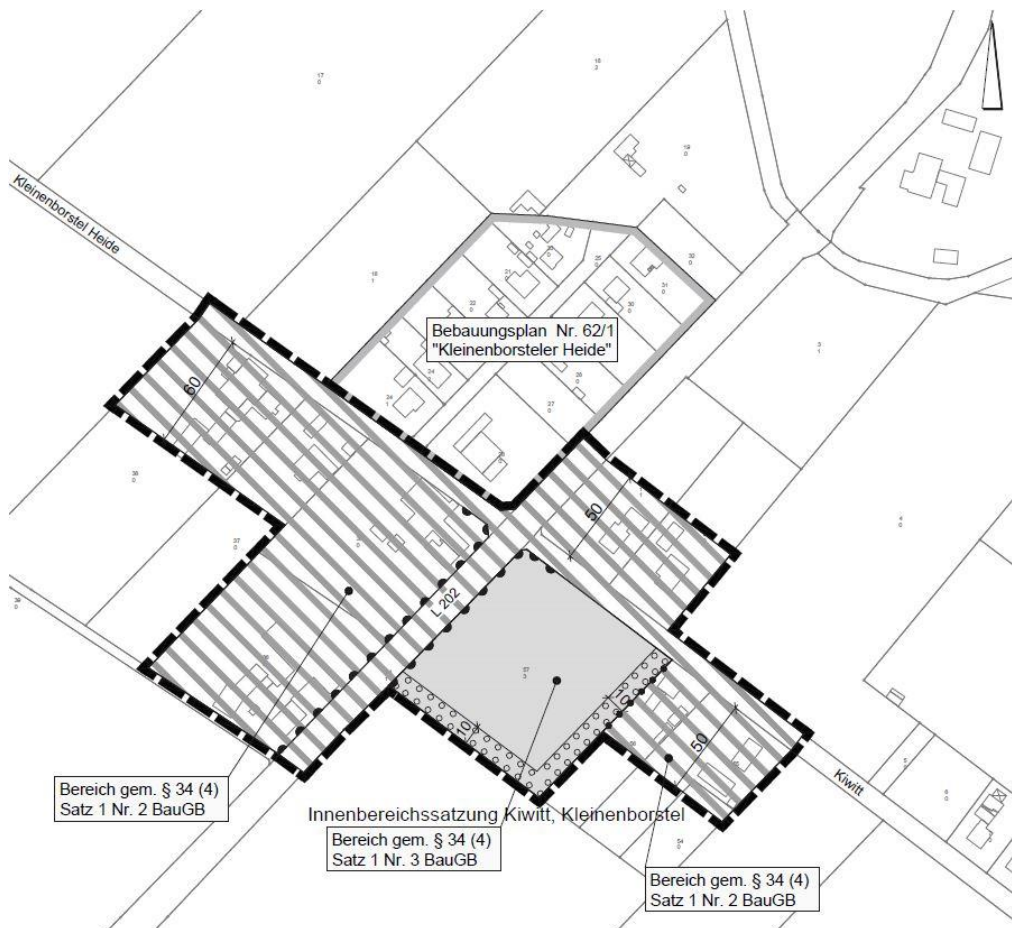 Kleinenborstel Heide
Bebauungsplan Nr. 62/1
"Kleinenborsteler Heide"
60
50
L 202
10
10
50
Kiwitt
Bereich gem. § 34 (4)
Satz 1 Nr. 2 BauGB
Innenbereichssatzung Kiwitt, Kleinenborstel
Bereich gem. § 34 (4)
Satz 1 Nr. 3 BauGB
Bereich gem. § 34 (4)
Satz 1 Nr. 2 BauGB